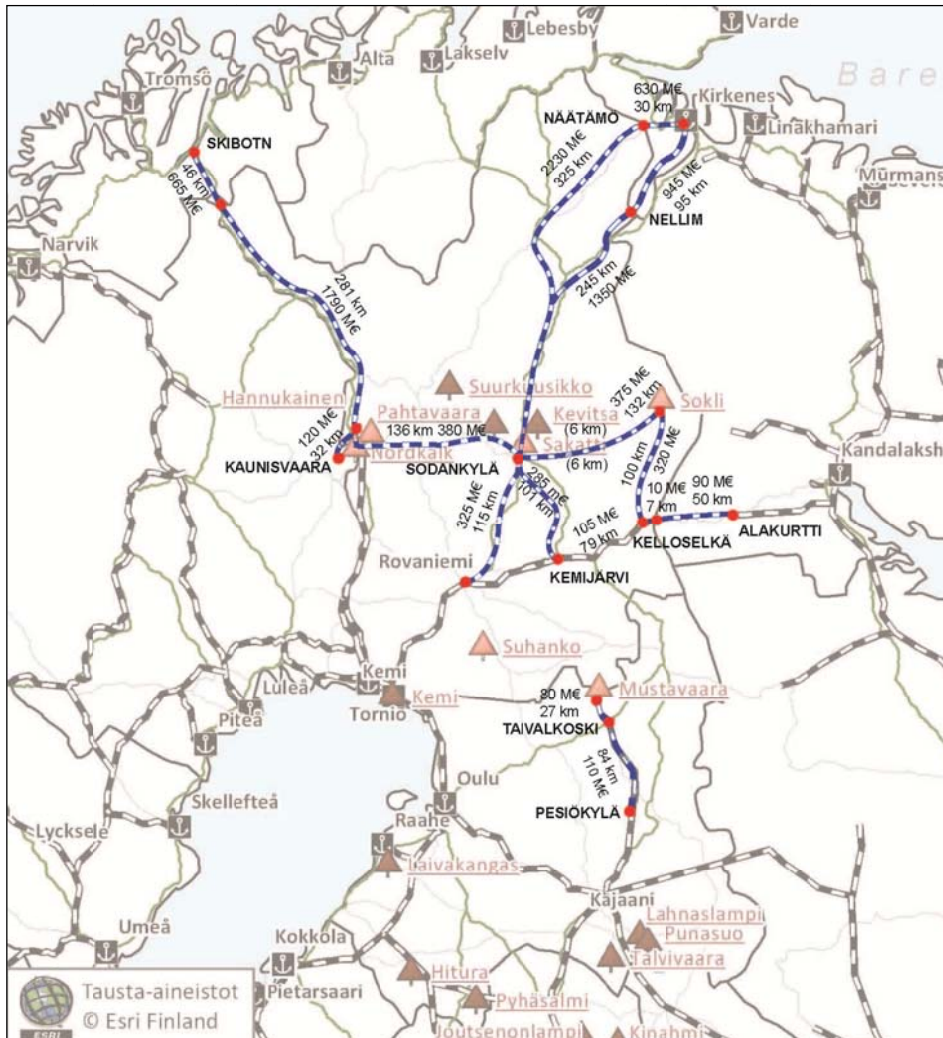 Varde
Lebesby
Lakselv
Alta
Tromsö
Bare
630 M€
30 km
Kirkenes
NÄÄTÄMÖ
Linakhamari
SKIBOTN
2230 M€
325 km
46 km
665 M€
945 M€
95 km
Murmans
NELLIM
Narvik
281 km
1790 M€
245 km
1350 M€
Suurkuusikko
Hannukainen
Pahtavaara
Kevitsa
375 M€
132 km
Sokli
136 km 380 M€
(6 km)
120 M€
32 km
Nordkalk
Sakatti
(6 km)
KAUNISVAARA
SODANKYLÄ
Kandalaksh
285 m€
101 km
100 km
320 M€
325 M€
115 km
10 M€
7 km
90 M€
50 km
105 M€
79 km
KELLOSELKÄ
ALAKURTTI
Rovaniemi
KEMIJÄRVI
Suhanko
Kemi
Kemi
Tornio
Luleå
Piteå
80 M€
27 km
Mustavaara
TAIVALKOSKI
84 km
110 M€
Oulu
PESIÖKYLÄ
Skellefteå
Raahe
Lycksele
Laivakangas
Kajaani
Lahnaslampi
Punasuo
Talvivaara
Umeå
Kokkola
Hitura
Pietarsaari
Pyhäsalmi
Joutsenonlampi
Kinahmi
Tausta-aineistot
© Esri Finland
ESRI